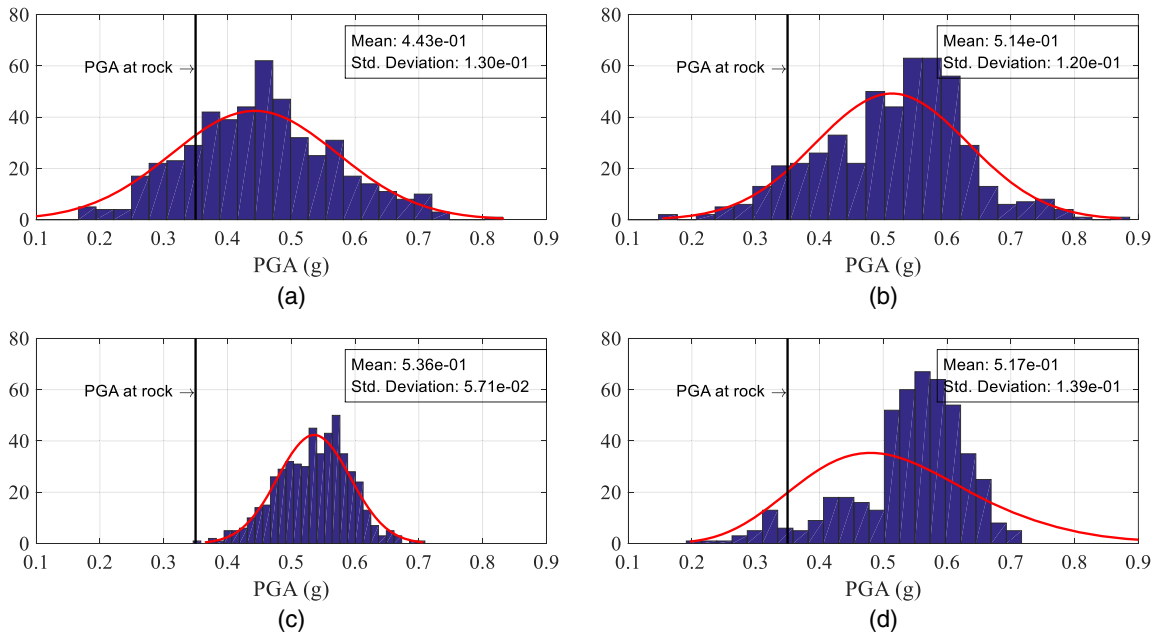 80
60
40
20
0
PGA at rock →
Mean: 4.43e-01
Std. Deviation: 1.30e-01
0.1 0.2 0.3 0.4 0.5 0.6 0.7 0.8 0.9
PGA (g)
(a)
80
60
40
20
0
PGA at rock →
Mean: 5.14e-01
Std. Deviation: 1.20e-01
0.1 0.2 0.3 0.4 0.5 0.6 0.7 0.8 0.9
PGA (g)
(b)
80
60
40
20
0
PGA at rock →
Mean: 5.36e-01
Std. Deviation: 5.71e-02
0.1 0.2 0.3 0.4 0.5 0.6 0.7 0.8 0.9
PGA (g)
(c)
80
60
40
20
0
PGA at rock →
Mean: 5.17e-01
Std. Deviation: 1.39e-01
0.1 0.2 0.3 0.4 0.5 0.6 0.7 0.8 0.9
PGA (g)
(d)